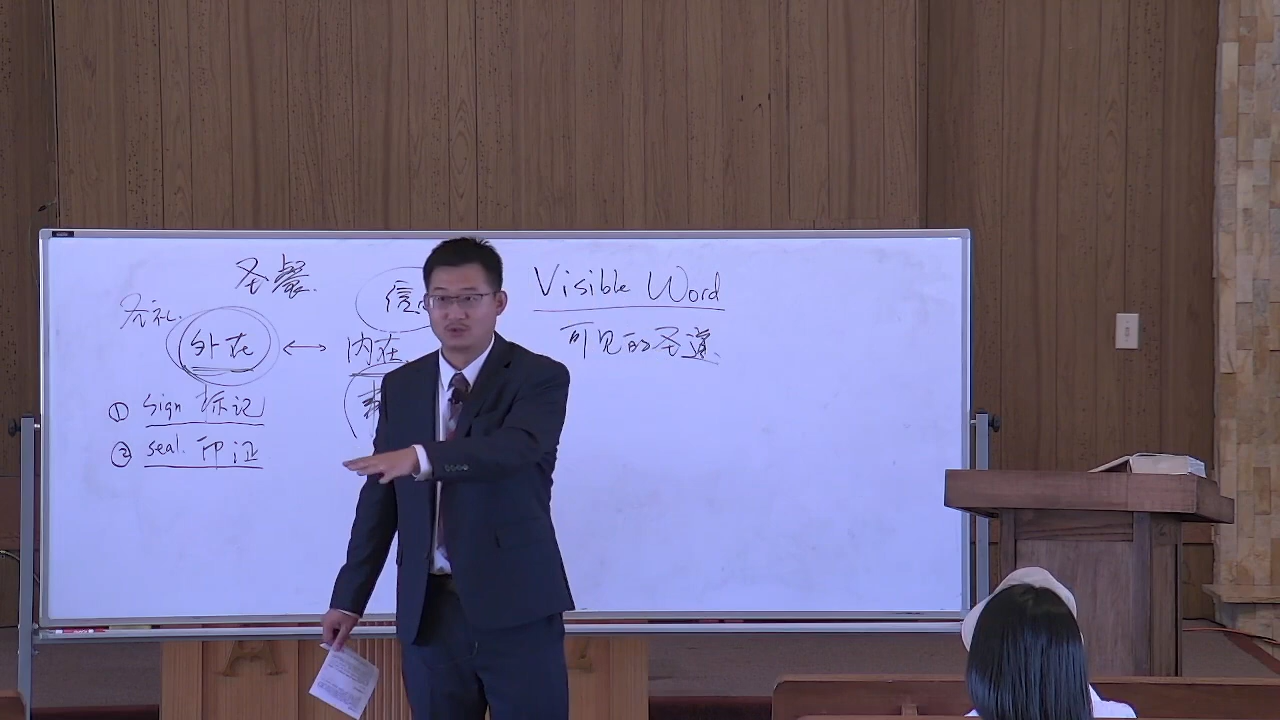 圣餐.
圣礼.
外在 ↔ 内在.
信
① Sign 标记
② seal. 印证
Visible Word
可见的圣道.